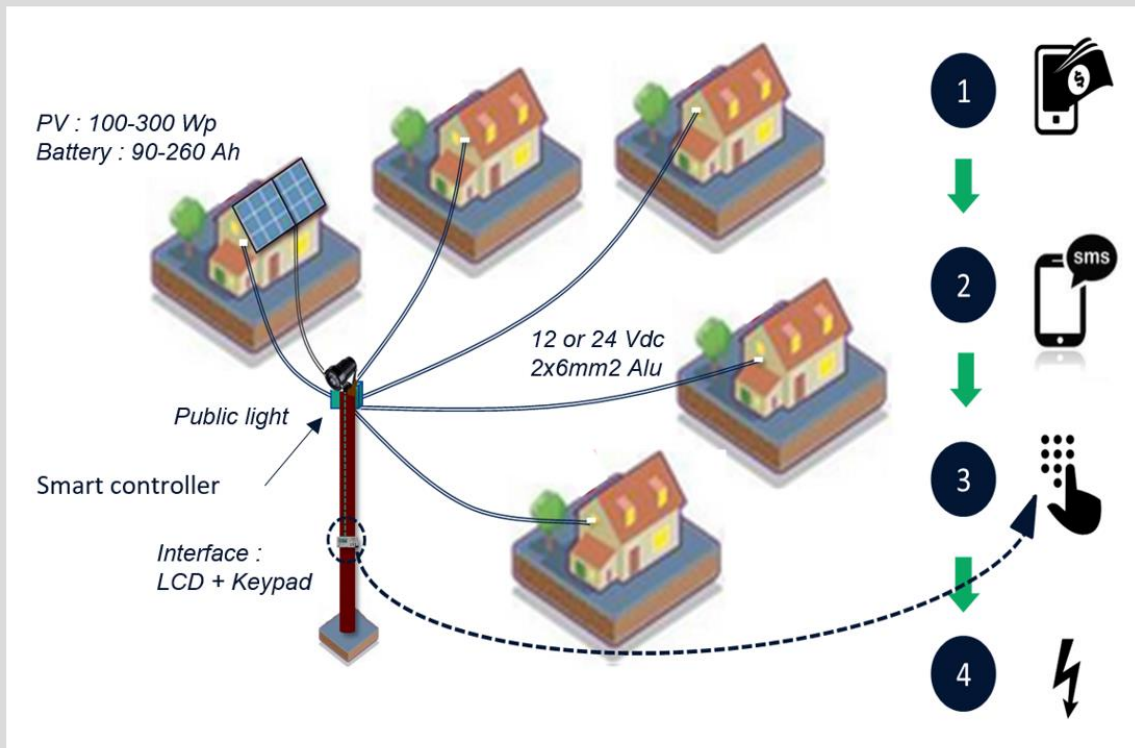 PV : 100-300 Wp
Battery : 90-260 Ah
12 or 24 Vdc
2x6mm2 Alu
Public light
Smart controller
Interface :
LCD + Keypad
1
$
2
sms
3
4